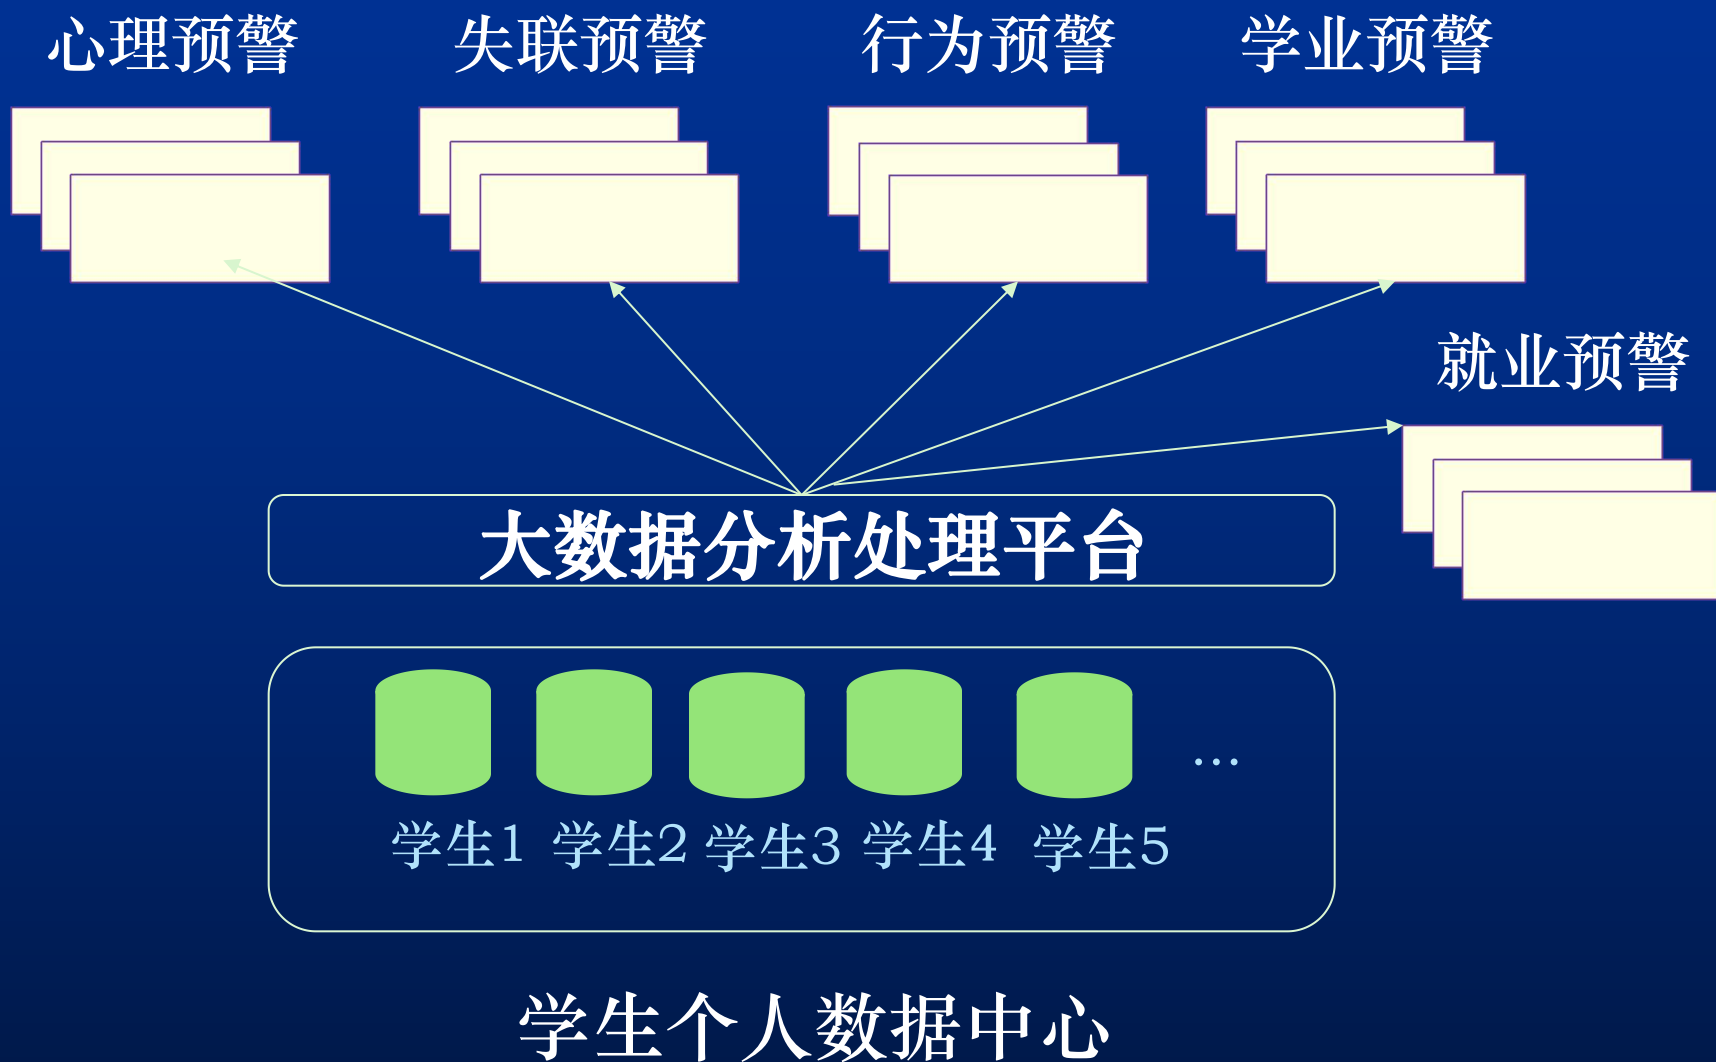 心理预警
失联预警
行为预警
学业预警
就业预警
大数据分析处理平台
学生1
学生2
学生3
学生4
学生5
…
学生个人数据中心